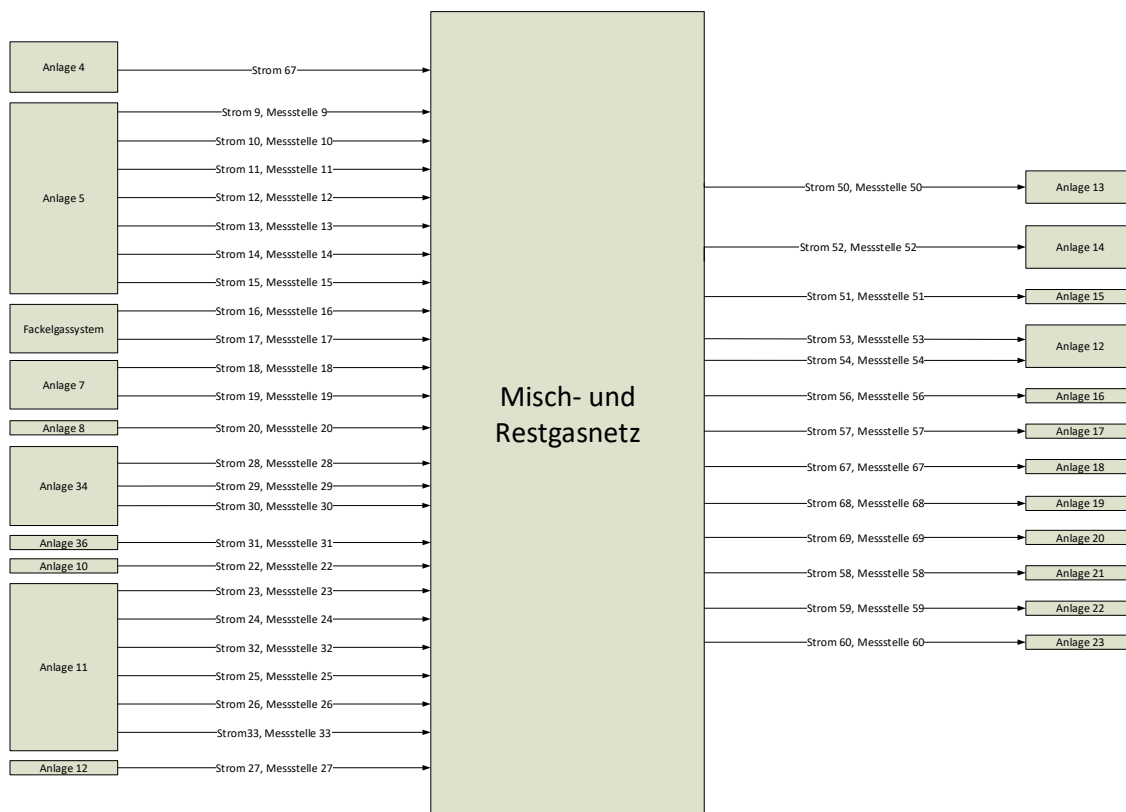 Anlage 4
Strom 67
Anlage 5
Strom 9, Messstelle 9
Strom 10, Messstelle 10
Strom 11, Messstelle 11
Strom 12, Messstelle 12
Strom 13, Messstelle 13
Strom 14, Messstelle 14
Strom 15, Messstelle 15
Fackelgassystem
Strom 16, Messstelle 16
Strom 17, Messstelle 17
Anlage 7
Strom 18, Messstelle 18
Strom 19, Messstelle 19
Anlage 8
Strom 20, Messstelle 20
Anlage 34
Strom 28, Messstelle 28
Strom 29, Messstelle 29
Strom 30, Messstelle 30
Anlage 36
Strom 31, Messstelle 31
Anlage 10
Strom 22, Messstelle 22
Anlage 11
Strom 23, Messstelle 23
Strom 24, Messstelle 24
Strom 32, Messstelle 32
Strom 25, Messstelle 25
Strom 26, Messstelle 26
Strom33, Messstelle 33
Anlage 12
Strom 27, Messstelle 27
Misch- und
Restgasnetz
Strom 50, Messstelle 50
Anlage 13
Strom 52, Messstelle 52
Anlage 14
Strom 51, Messstelle 51
Anlage 15
Strom 53, Messstelle 53
Strom 54, Messstelle 54
Anlage 12
Strom 56, Messstelle 56
Anlage 16
Strom 57, Messstelle 57
Anlage 17
Strom 67, Messstelle 67
Anlage 18
Strom 68, Messstelle 68
Anlage 19
Strom 69, Messstelle 69
Anlage 20
Strom 58, Messstelle 58
Anlage 21
Strom 59, Messstelle 59
Anlage 22
Strom 60, Messstelle 60
Anlage 23